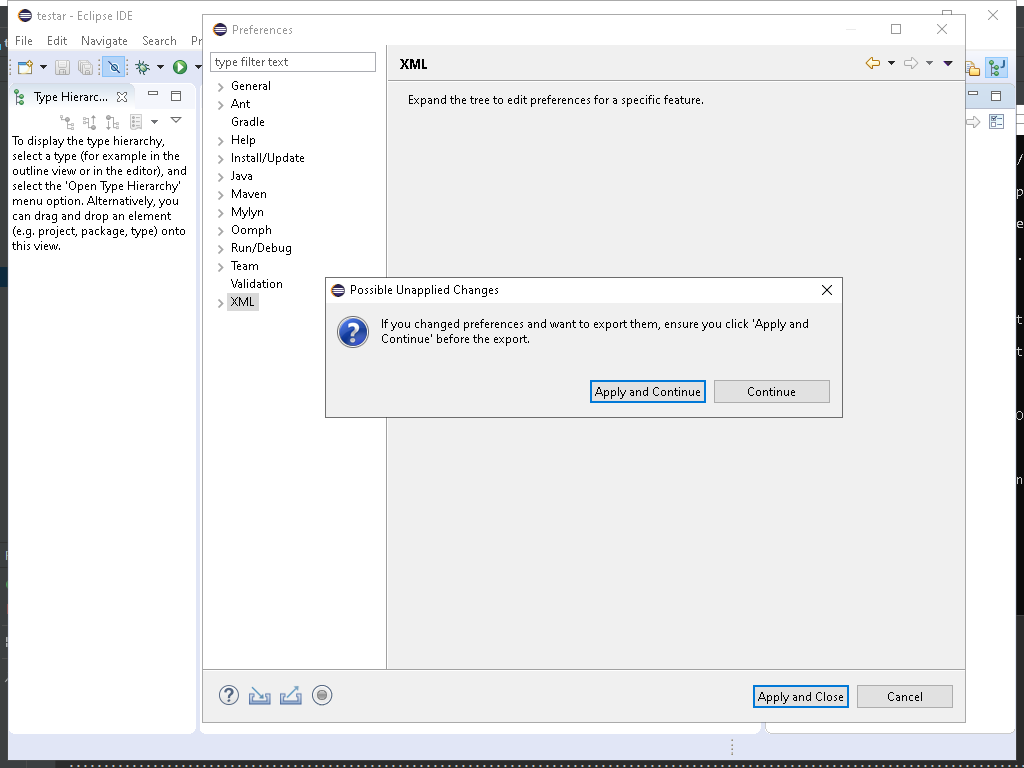 testar - Eclipse IDE
File Edit Navigate Search
Type Hierarc...
To display the type hierarchy,
select a type (for example in the
outline view or in the editor), and
select the 'Open Type Hierarchy'
menu option. Alternatively, you
can drag and drop an element
(e.g. project, package, type) onto
this view.
Preferences
type filter text
General
Ant
Gradle
Help
Install/Update
Java
Maven
Mylyn
Oomph
Run/Debug
Team
Validation
XML
XML
Expand the tree to edit preferences for a specific feature.
Possible Unapplied Changes
If you changed preferences and want to export them, ensure you click 'Apply and
Continue' before the export.
Apply and Continue
Continue
Apply and Close
Cancel